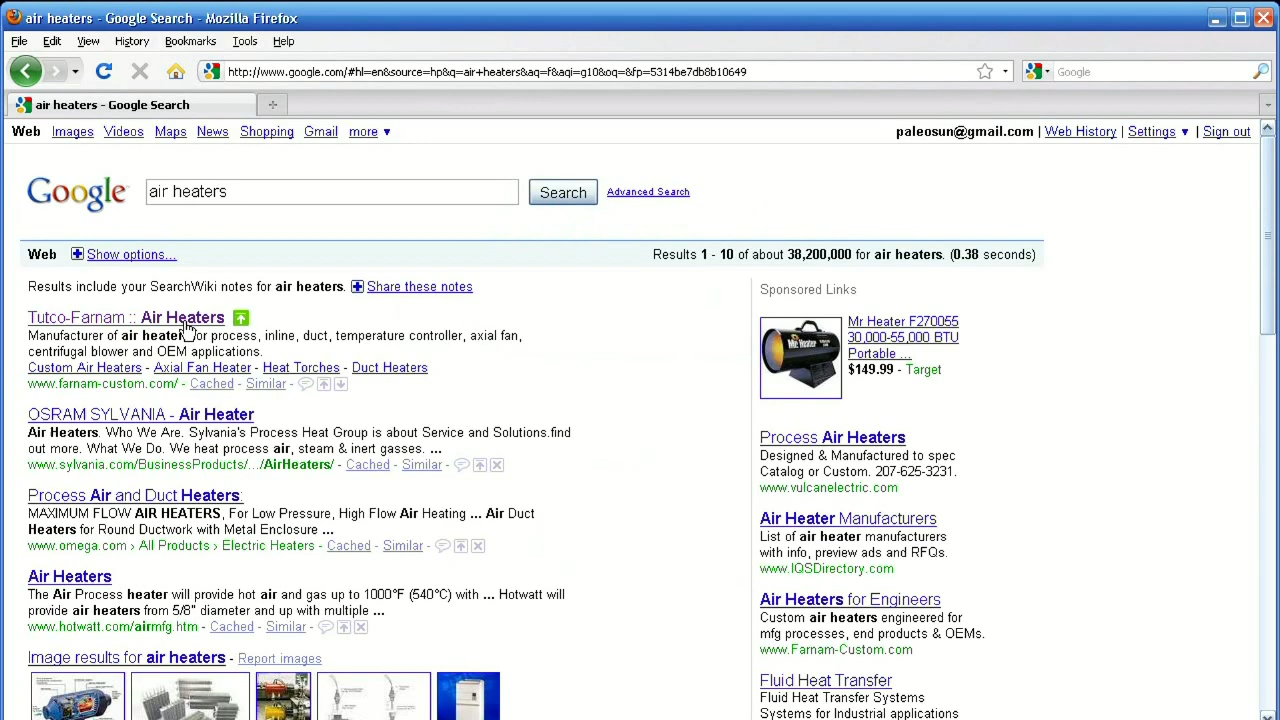 air heaters - Google Search - Mozilla Firefox
File Edit View History Bookmarks Tools Help
http://www.google.com/#hl=en&source=hp&q=air+heaters&aq=f&aqi=g10&oq=&fp=5314be7db8b10649
Google
air heaters - Google Search
Web Images Videos Maps News Shopping Gmail more ▼
paleosun@gmail.com | Web History | Settings ▼ | Sign out
Google
air heaters
Search
Advanced Search
Web Show options...
Results 1 - 10 of about 38,200,000 for air heaters. (0.38 seconds)
Results include your SearchWiki notes for air heaters. Share these notes
Tutco-Farnam :: Air Heaters
Manufacturer of air heater for process, inline, duct, temperature controller, axial fan,
centrifugal blower and OEM applications.
Custom Air Heaters - Axial Fan Heater - Heat Torches - Duct Heaters
www.farnam-custom.com/ - Cached - Similar
OSRAM SYLVANIA - Air Heater
Air Heaters. Who We Are. Sylvania's Process Heat Group is about Service and Solutions.find
out more. What We Do. We heat process air, steam & inert gasses. ...
www.sylvania.com/BusinessProducts/.../AirHeaters/ - Cached - Similar
Process Air and Duct Heaters:
MAXIMUM FLOW AIR HEATERS, For Low Pressure, High Flow Air Heating ... Air Duct
Heaters for Round Ductwork with Metal Enclosure ...
www.omega.com › All Products › Electric Heaters - Cached - Similar
Air Heaters
The Air Process heater will provide hot air and gas up to 1000°F (540°C) with ... Hotwatt will
provide air heaters from 5/8" diameter and up with multiple ...
www.hotwatt.com/airmfg.htm - Cached - Similar
Image results for air heaters - Report images
Sponsored Links
Mr Heater F270055
30,000-55,000 BTU
Portable ...
$149.99 - Target
Process Air Heaters
Designed & Manufactured to spec
Catalog or Custom. 207-625-3231.
www.vulcanelectric.com
Air Heater Manufacturers
List of air heater manufacturers
with info, preview ads and RFQs.
www.IQSDirectory.com
Air Heaters for Engineers
Custom air heaters engineered for
mfg processes, end products & OEMs.
www.Farnam-Custom.com
Fluid Heat Transfer
Fluid Heat Transfer Systems
Systems for Industrial applications